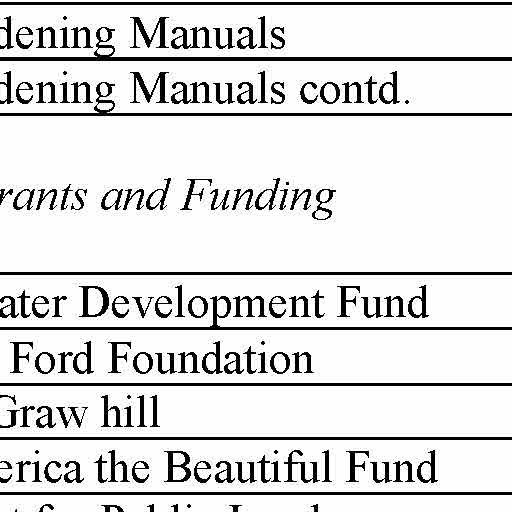 dening Manuals
dening Manuals contd.
rants and Funding
ater Development Fund
Ford Foundation
Graw hill
erica the Beautiful Fund